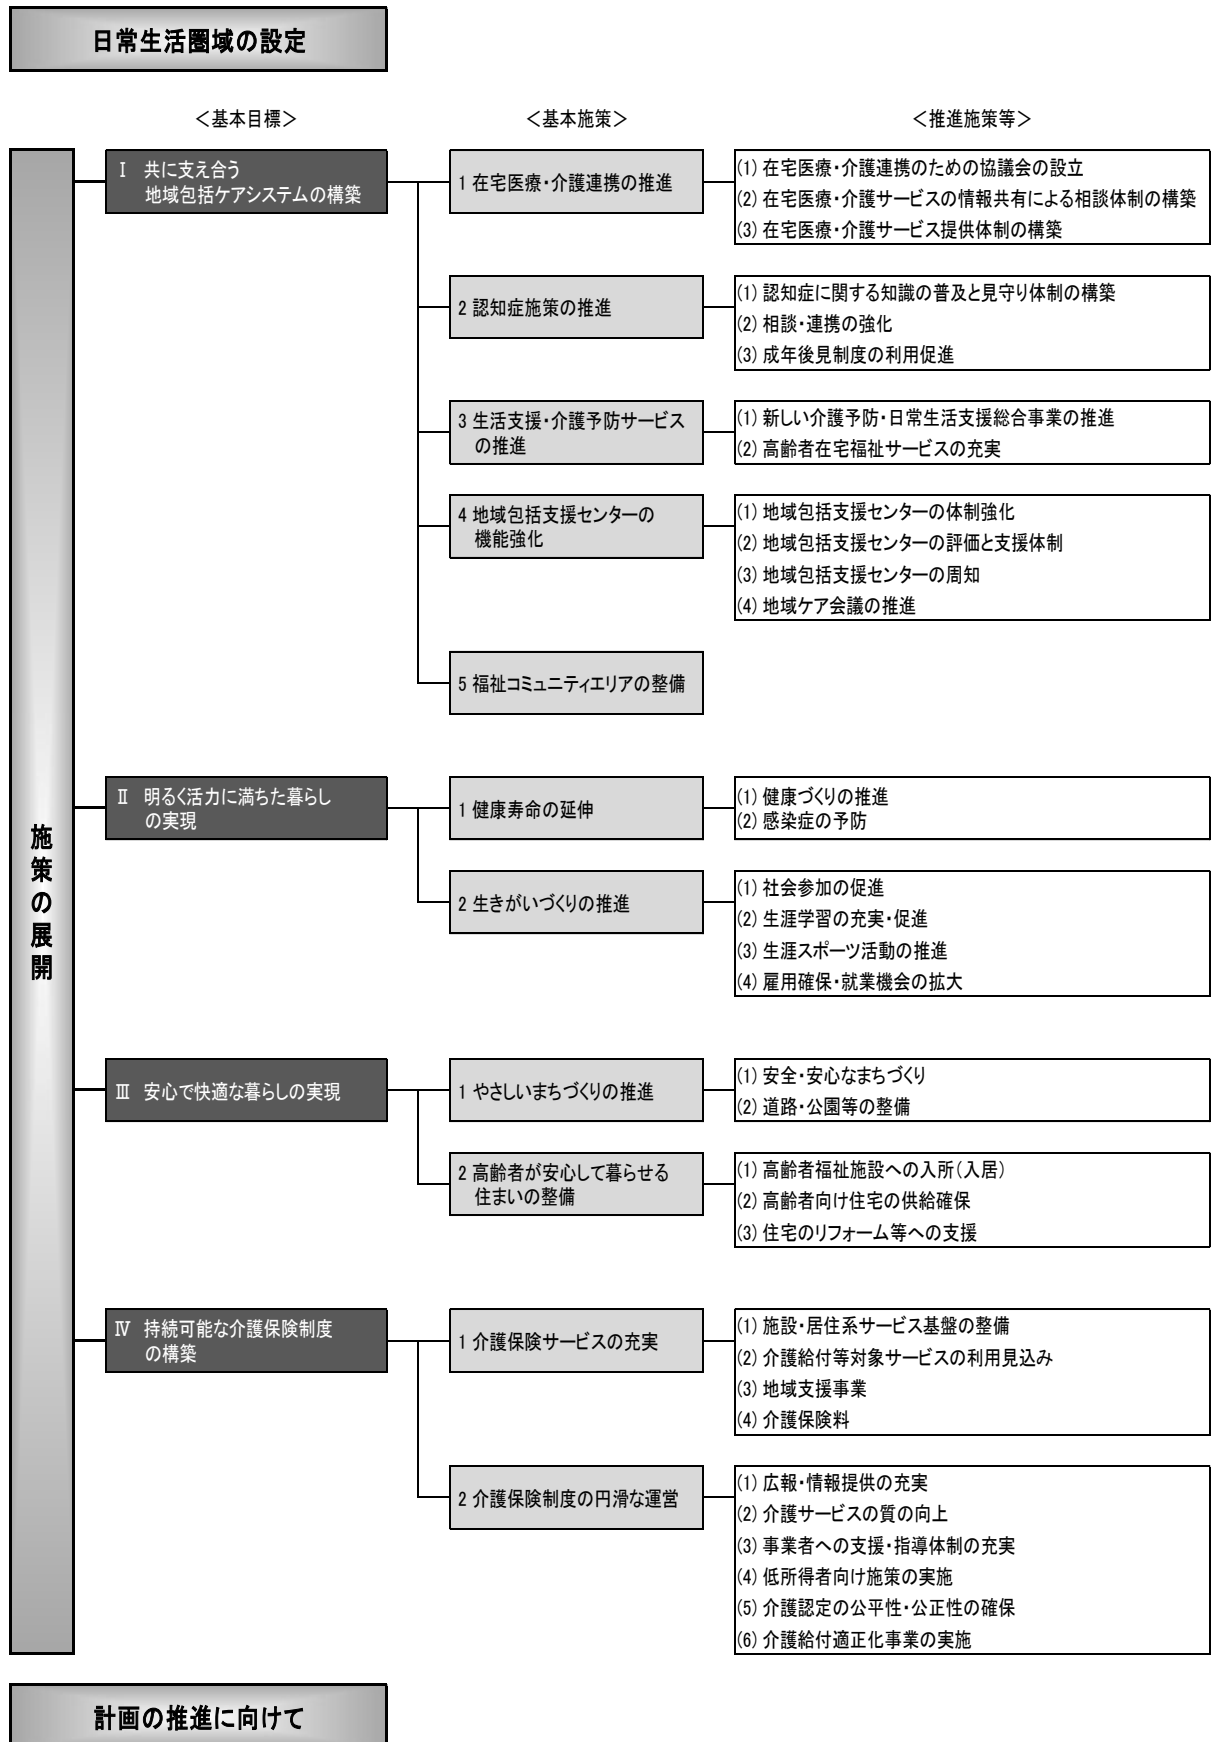 日常生活圏域の設定
＜基本目標＞
＜基本施策＞
＜推進施策等＞
施策の展開
Ⅰ 共に支え合う
地域包括ケアシステムの構築
1 在宅医療・介護連携の推進
(1) 在宅医療・介護連携のための協議会の設立
(2) 在宅医療・介護サービスの情報共有による相談体制の構築
(3) 在宅医療・介護サービス提供体制の構築
2 認知症施策の推進
(1) 認知症に関する知識の普及と見守り体制の構築
(2) 相談・連携の強化
(3) 成年後見制度の利用促進
3 生活支援・介護予防サービス
の推進
(1) 新しい介護予防・日常生活支援総合事業の推進
(2) 高齢者在宅福祉サービスの充実
4 地域包括支援センターの
機能強化
(1) 地域包括支援センターの体制強化
(2) 地域包括支援センターの評価と支援体制
(3) 地域包括支援センターの周知
(4) 地域ケア会議の推進
5 福祉コミュニティエリアの整備
Ⅱ 明るく活力に満ちた暮らし
の実現
1 健康寿命の延伸
(1) 健康づくりの推進
(2) 感染症の予防
2 生きがいづくりの推進
(1) 社会参加の促進
(2) 生涯学習の充実・促進
(3) 生涯スポーツ活動の推進
(4) 雇用確保・就業機会の拡大
Ⅲ 安心で快適な暮らしの実現
1 やさしいまちづくりの推進
(1) 安全・安心なまちづくり
(2) 道路・公園等の整備
2 高齢者が安心して暮らせる
住まいの整備
(1) 高齢者福祉施設への入所（入居）
(2) 高齢者向け住宅の供給確保
(3) 住宅のリフォーム等への支援
Ⅳ 持続可能な介護保険制度
の構築
1 介護保険サービスの充実
(1) 施設・居住系サービス基盤の整備
(2) 介護給付等対象サービスの利用見込み
(3) 地域支援事業
(4) 介護保険料
2 介護保険制度の円滑な運営
(1) 広報・情報提供の充実
(2) 介護サービスの質の向上
(3) 事業者への支援・指導体制の充実
(4) 低所得者向け施策の実施
(5) 介護認定の公平性・公正性の確保
(6) 介護給付適正化事業の実施
計画の推進に向けて